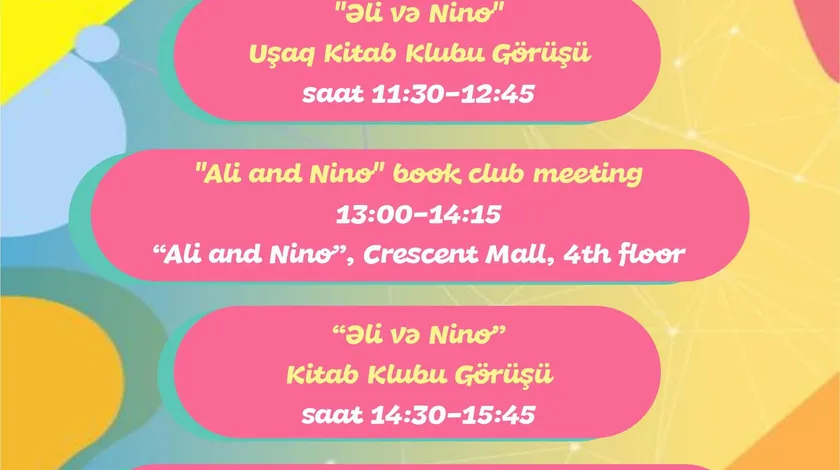 "Əli və Nino"
Uşaq Kitab Klubu Görüşü
saat 11:30-12:45
"Ali and Nino" book club meeting
13:00-14:15
“Ali and Nino”, Crescent Mall, 4th floor
“Əli və Nino”
Kitab Klubu Görüşü
saat 14:30-15:45